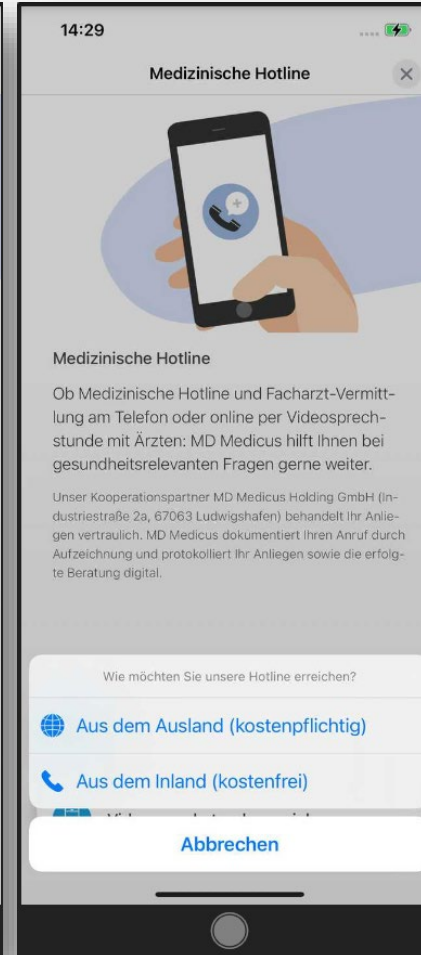 14:29
Medizinische Hotline
Medizinische Hotline
Ob Medizinische Hotline und Facharzt-Vermitt-
lung am Telefon oder online per Videosprech-
stunde mit Ärzten: MD Medicus hilft Ihnen bei
gesundheitsrelevanten Fragen gerne weiter.
Unser Kooperationspartner MD Medicus Holding GmbH (In-
dustriestraße 2a, 67063 Ludwigshafen) behandelt Ihr Anlie-
gen vertraulich. MD Medicus dokumentiert Ihren Anruf durch
Aufzeichnung und protokolliert Ihr Anliegen sowie die erfolg-
te Beratung digital.
Wie möchten Sie unsere Hotline erreichen?
Aus dem Ausland (kostenpflichtig)
Aus dem Inland (kostenfrei)
Abbrechen